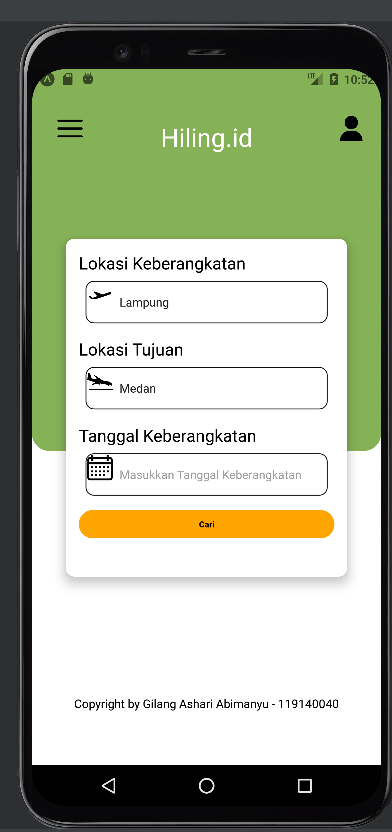 LTE 10:52
Hiling.id
Lokasi Keberangkatan
Lampung
Lokasi Tujuan
Medan
Tanggal Keberangkatan
Masukkan Tanggal Keberangkatan
Cari
Copyright by Gilang Ashari Abimanyu - 119140040